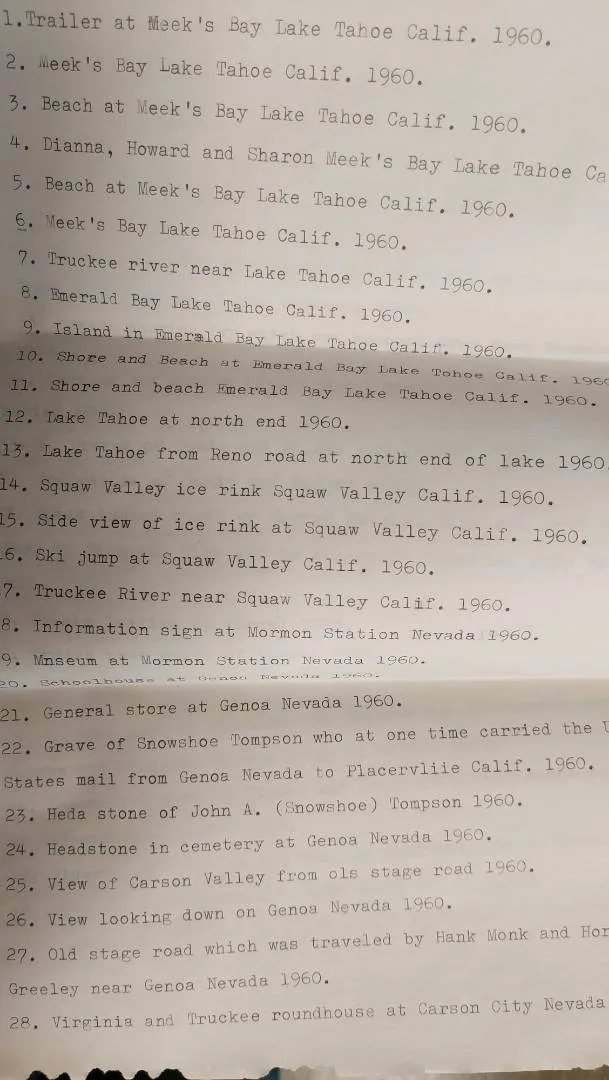 1.Trailer at Meek's Bay Lake Tahoe Calif. 1960.
2. Meek's Bay Lake Tahoe Calif. 1960.
3. Beach at Meek's Bay Lake Tahoe Calif. 1960.
4. Dianna, Howard and Sharon Meek's Bay Lake Tahoe Ca
5. Beach at Meek's Bay Lake Tahoe Calif. 1960.
6. Meek's Bay Lake Tahoe Calif. 1960.
7. Truckee river near Lake Tahoe Calif. 1960.
8. Emerald Bay Lake Tahoe Calif. 1960.
9. Island in Emerald Bay Lake Tahoe Calif. 1960.
10. Shore and Beach at Emerald Bay Lake Tohoe Calif. 1960
11. Shore and beach Emerald Bay Lake Tahoe Calif. 1960.
12. Lake Tahoe at north end 1960.
13. Lake Tahoe from Reno road at north end of lake 1960.
14. Squaw Valley ice rink Squaw Valley Calif. 1960.
15. Side view of ice rink at Squaw Valley Calif. 1960.
6. Ski jump at Squaw Valley Calif. 1960.
7. Truckee River near Squaw Valley Calif. 1960.
8. Information sign at Mormon Station Nevada 1960.
9. Mnseum at Mormon Station Nevada 1960.
20. Schoolhouse at Genoa Nevada 1960.
21. General store at Genoa Nevada 1960.
22. Grave of Snowshoe Tompson who at one time carried the U
States mail from Genoa Nevada to Placervliie Calif. 1960.
23. Heda stone of John A. (Snowshoe) Tompson 1960.
24. Headstone in cemetery at Genoa Nevada 1960.
25. View of Carson Valley from ols stage road 1960.
26. View looking down on Genoa Nevada 1960.
27. Old stage road which was traveled by Hank Monk and Hor
Greeley near Genoa Nevada 1960.
28. Virginia and Truckee roundhouse at Carson City Nevada